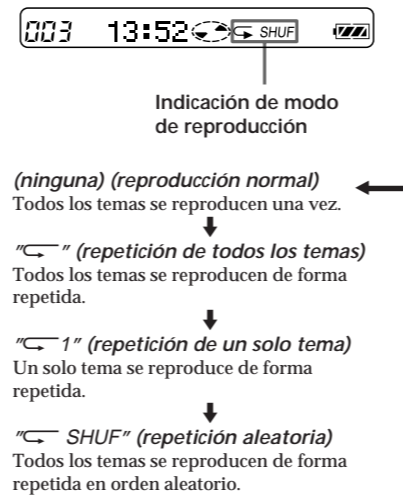 003 13:52 SHUF
Indicación de modo
de reproducción
(ninguna) (reproducción normal)
Todos los temas se reproducen una vez.
" " (repetición de todos los temas)
Todos los temas se reproducen de forma
repetida.
" 1" (repetición de un solo tema)
Un solo tema se reproduce de forma
repetida.
" SHUF" (repetición aleatoria)
Todos los temas se reproducen de forma
repetida en orden aleatorio.